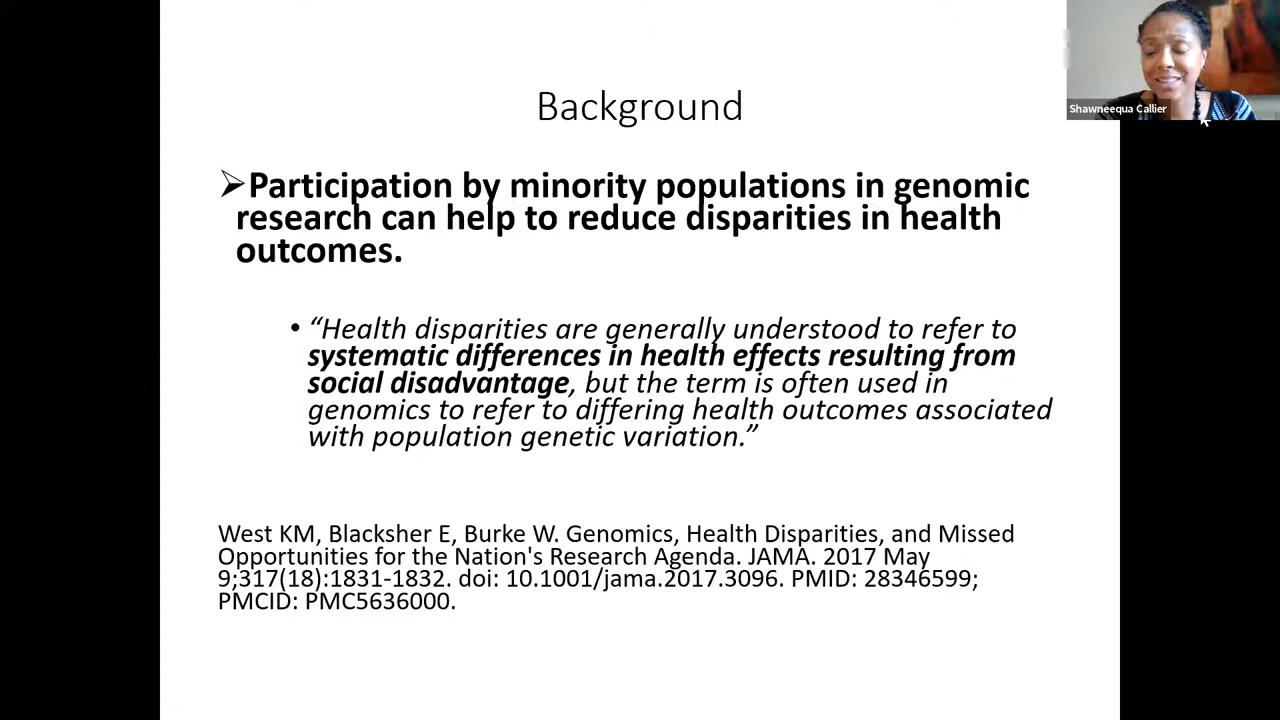 Background
Shawneequa Callier
➢Participation by minority populations in genomic
research can help to reduce disparities in health
outcomes.
• “Health disparities are generally understood to refer to
systematic differences in health effects resulting from
social disadvantage, but the term is often used in
genomics to refer to differing health outcomes associated
with population genetic variation.”
West KM, Blacksher E, Burke W. Genomics, Health Disparities, and Missed
Opportunities for the Nation's Research Agenda. JAMA. 2017 May
9;317(18):1831-1832. doi: 10.1001/jama.2017.3096. PMID: 28346599;
PMCID: PMC5636000.